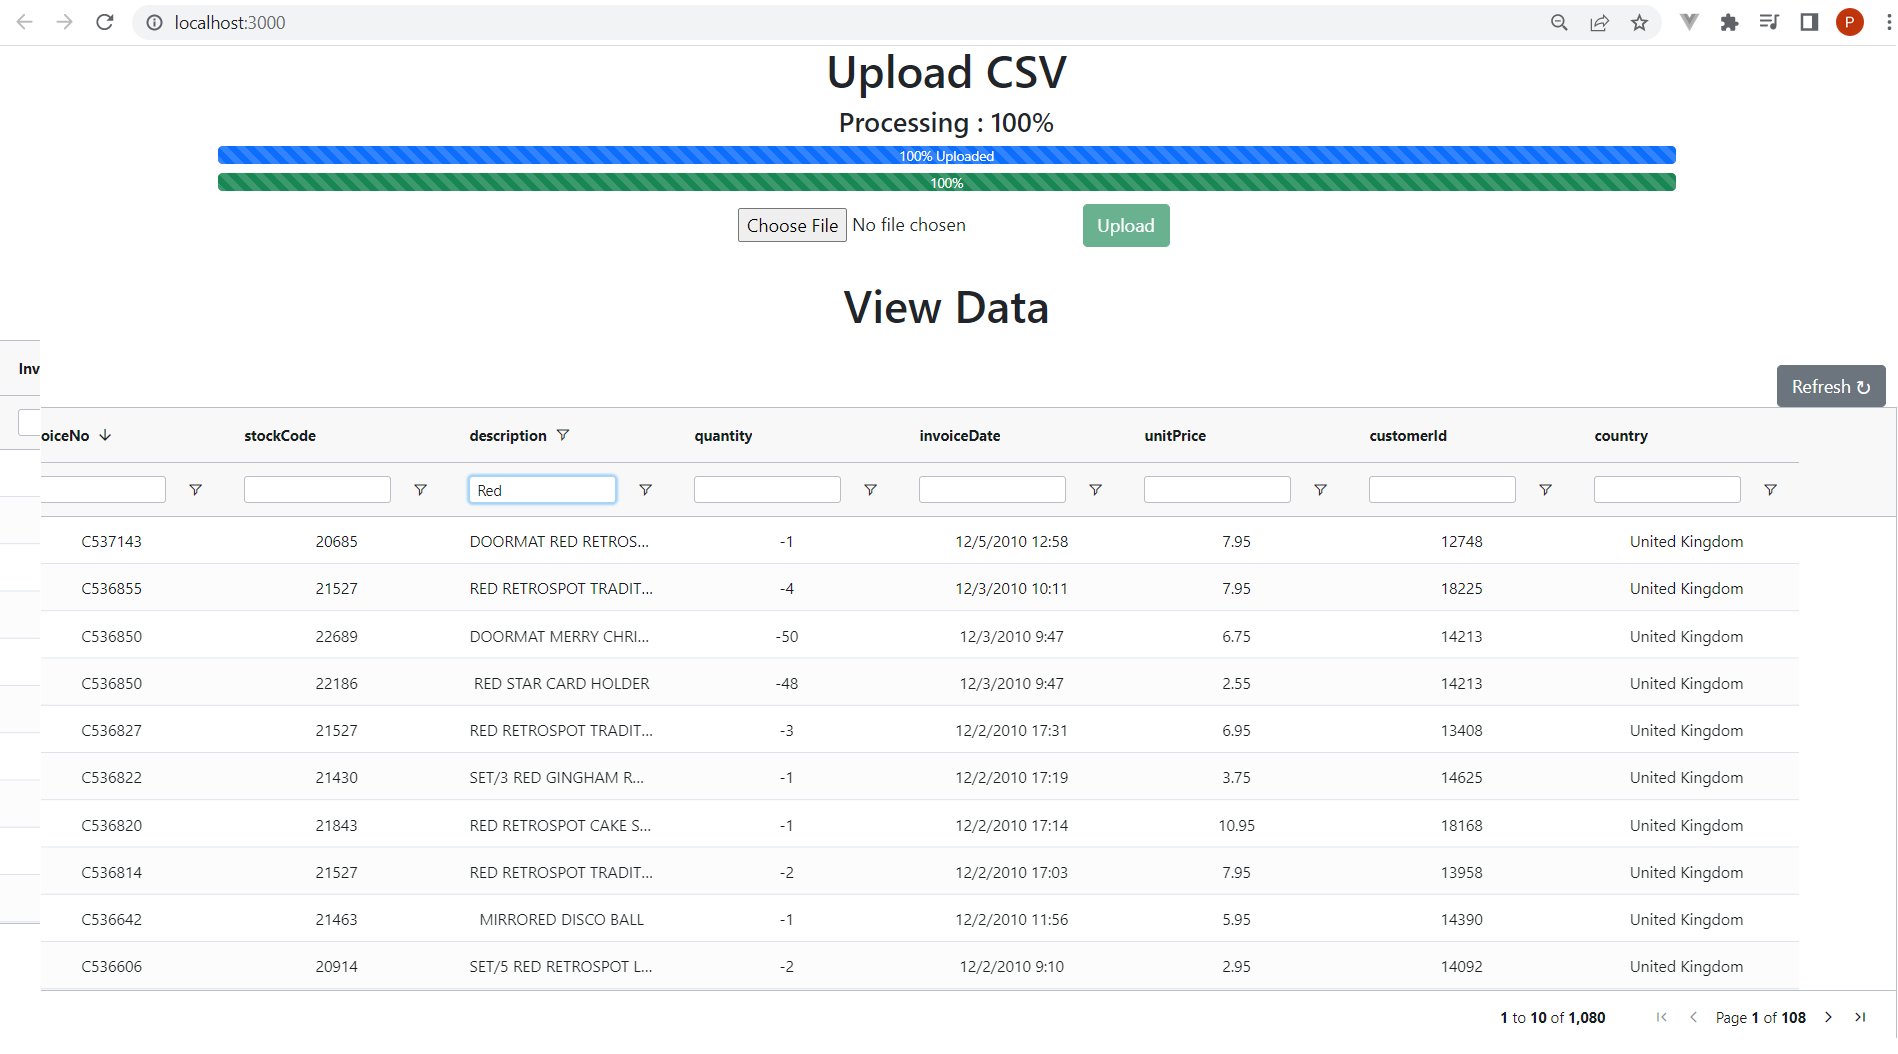 localhost:3000
P
Upload CSV
Processing : 100%
100% Uploaded
100%
Choose File No file chosen Upload
View Data
Refresh ↻
Inv
oiceNo ↓ stockCode description quantity invoiceDate unitPrice customerId country
Red
C537143 20685 DOORMAT RED RETROS... -1 12/5/2010 12:58 7.95 12748 United Kingdom
C536855 21527 RED RETROSPOT TRADIT... -4 12/3/2010 10:11 7.95 18225 United Kingdom
C536850 22689 DOORMAT MERRY CHRI... -50 12/3/2010 9:47 6.75 14213 United Kingdom
C536850 22186 RED STAR CARD HOLDER -48 12/3/2010 9:47 2.55 14213 United Kingdom
C536827 21527 RED RETROSPOT TRADIT... -3 12/2/2010 17:31 6.95 13408 United Kingdom
C536822 21430 SET/3 RED GINGHAM R... -1 12/2/2010 17:19 3.75 14625 United Kingdom
C536820 21843 RED RETROSPOT CAKE S... -1 12/2/2010 17:14 10.95 18168 United Kingdom
C536814 21527 RED RETROSPOT TRADIT... -2 12/2/2010 17:03 7.95 13958 United Kingdom
C536642 21463 MIRRORED DISCO BALL -1 12/2/2010 11:56 5.95 14390 United Kingdom
C536606 20914 SET/5 RED RETROSPOT L... -2 12/2/2010 9:10 2.95 14092 United Kingdom
1 to 10 of 1,080 Page 1 of 108